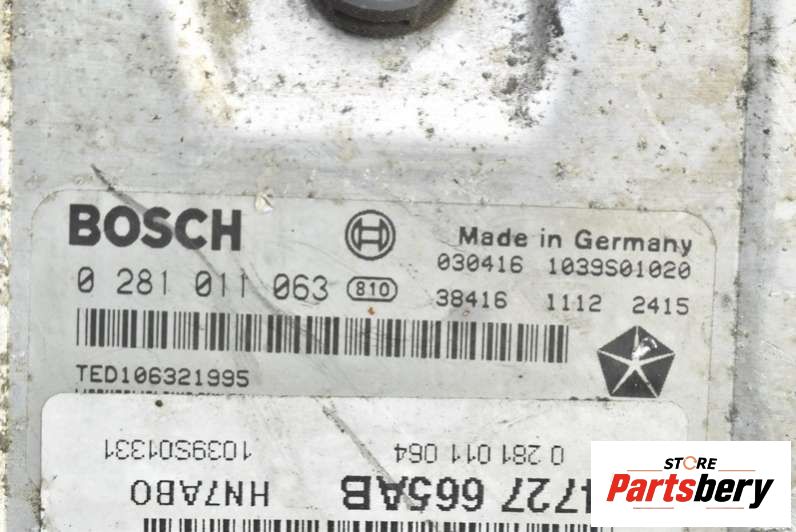 BOSCH
Made in Germany
0 281 011 063 810
030416 1039S01020
38416 1112 2415
TED106321995
0 281 011 064 1039S01331
727 665AB HN7AB0
STORE
Partsbery